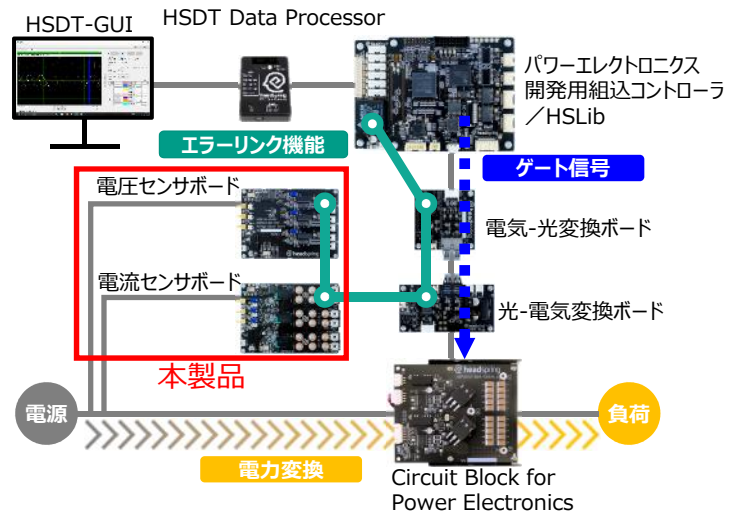 HSDT-GUI
HSDT Data Processor
パワーエレクトロニクス
開発用組込コントローラ
／HSLib
エラーリンク機能
ゲート信号
電圧センサボード
電気-光変換ボード
電流センサボード
光-電気変換ボード
本製品
headspring
電源
負荷
電力変換
Circuit Block for
Power Electronics